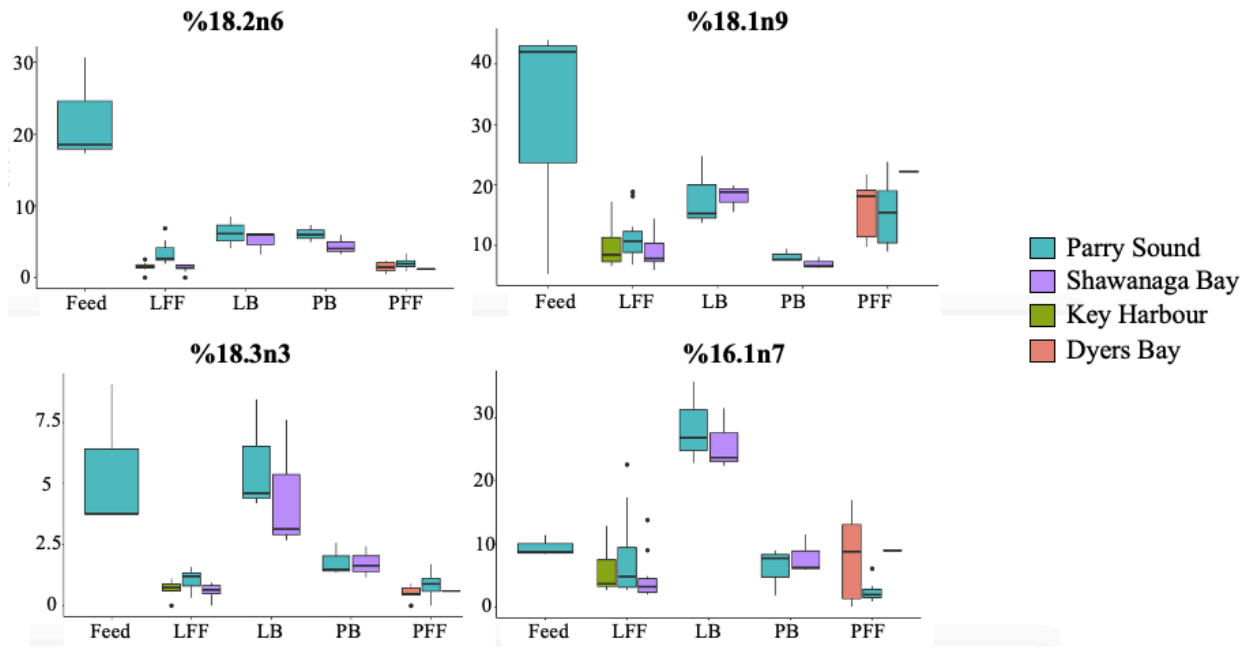 %18.2n6
30
20
10
0
Feed LFF LB PB PFF
%18.1n9
40
30
20
10
Feed LFF LB PB PFF
Parry Sound
Shawanaga Bay
Key Harbour
Dyers Bay
%18.3n3
7.5
5
2.5
0
Feed LFF LB PB PFF
%16.1n7
30
20
10
0
Feed LFF LB PB PFF